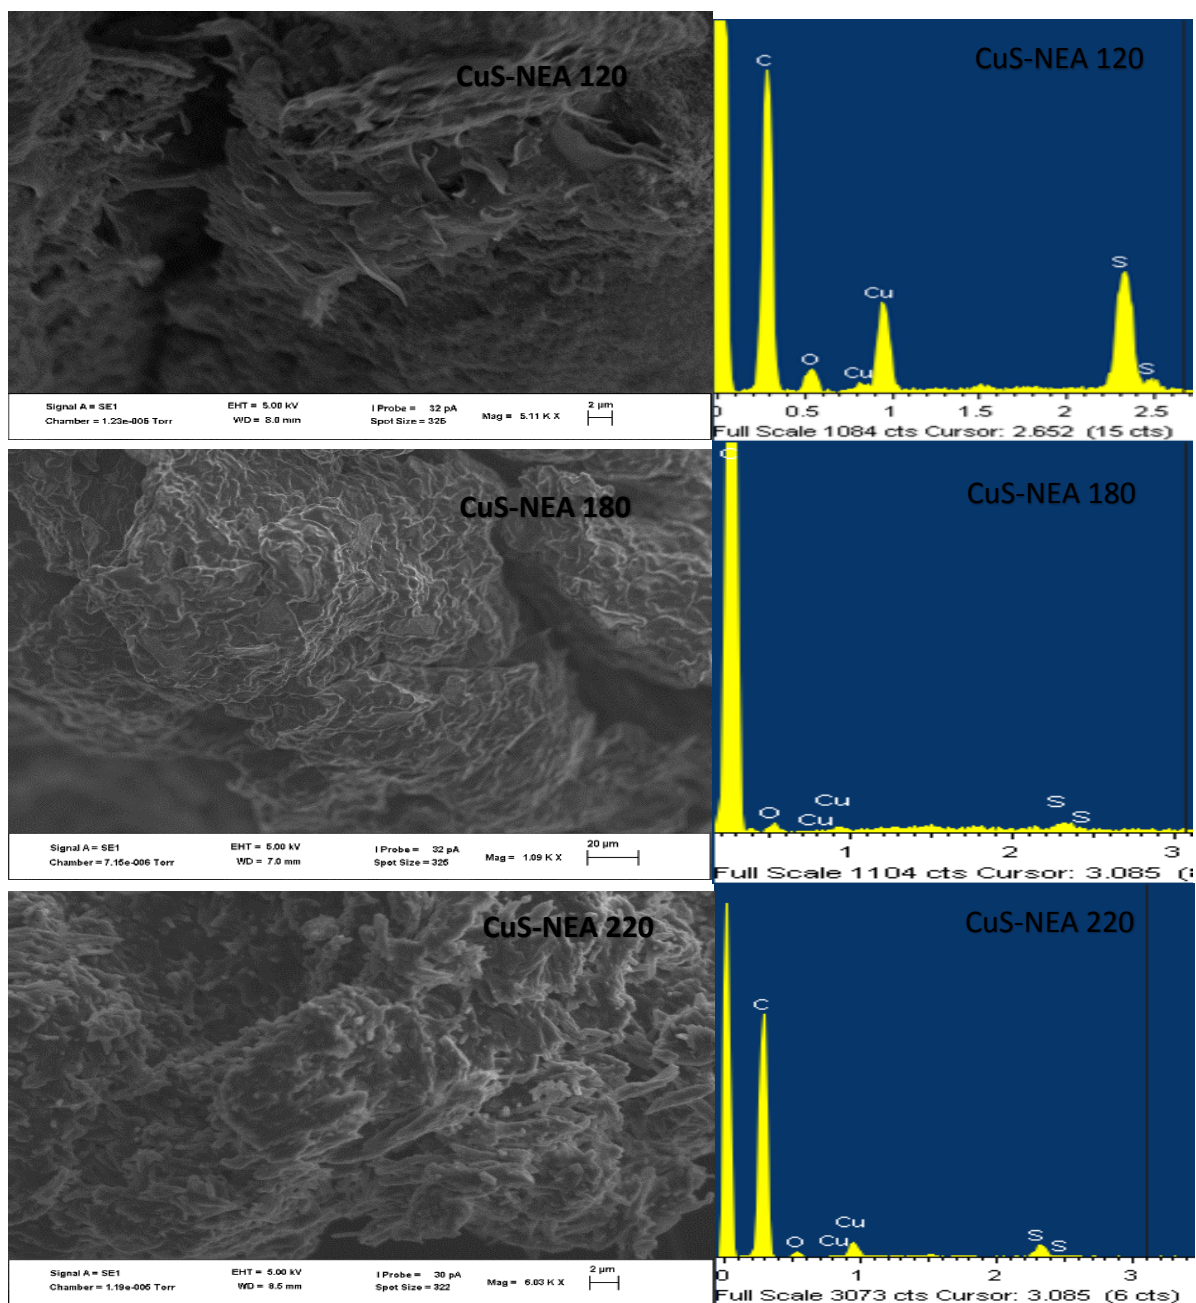 CuS-NEA 120
Signal A = SE1 EHT = 5.00 kV I Probe = 32 pA Mag = 5.11 K X 2 µm
Chamber = 1.23e-005 Torr WD = 8.0 mm Spot Size = 325
CuS-NEA 120
C
S
Cu
O Cu S
0 0.5 1 1.5 2 2.5
Full Scale 1084 cts Cursor: 2.652 (15 cts)
CuS-NEA 180
Signal A = SE1 EHT = 5.00 kV I Probe = 32 pA Mag = 1.09 K X 20 µm
Chamber = 7.15e-006 Torr WD = 7.0 mm Spot Size = 325
C
CuS-NEA 180
Cu S
O Cu S
1 2 3
Full Scale 1104 cts Cursor: 3.085
CuS-NEA 220
Signal A = SE1 EHT = 5.00 kV I Probe = 30 pA Mag = 6.03 K X 2 µm
Chamber = 1.19e-005 Torr WD = 8.5 mm Spot Size = 322
CuS-NEA 220
C
Cu
O Cu S S
0 1 2 3
Full Scale 3073 cts Cursor: 3.085 (6 cts)